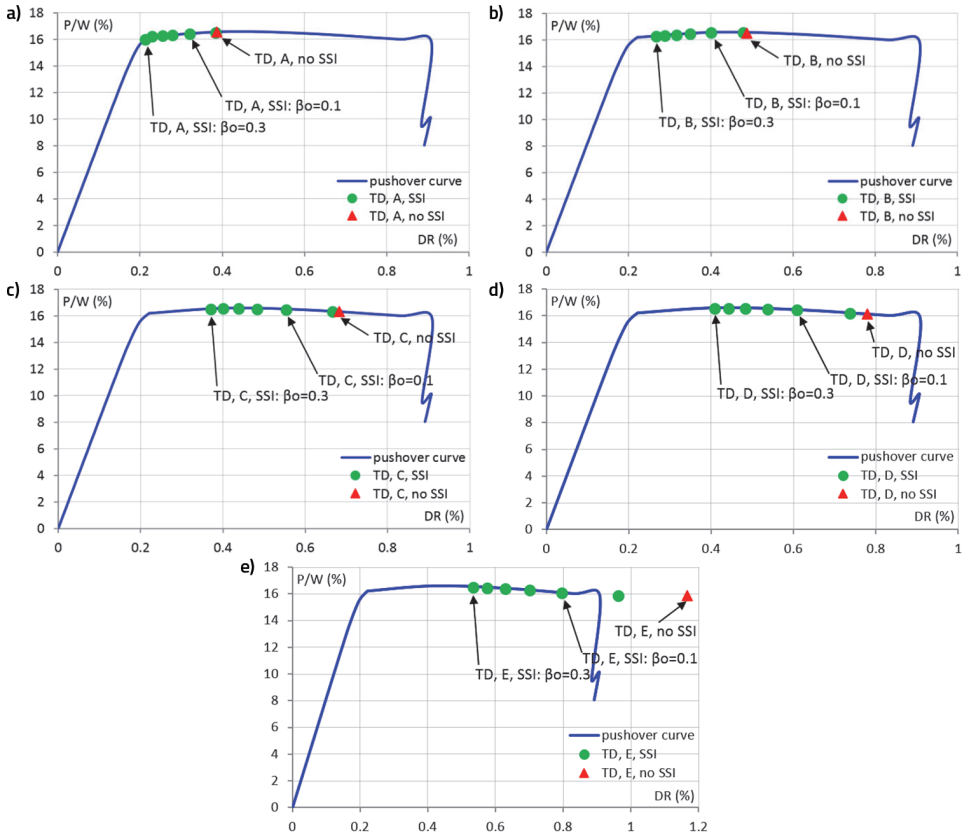 a)
P/W (%)
18
16
14
12
10
8
6
4
2
0
TD, A, no SSI
TD, A, SSI: βo=0.1
TD, A, SSI: βo=0.3
pushover curve
TD, A, SSI
TD, A, no SSI
DR (%)
0 0.2 0.4 0.6 0.8 1
b)
P/W (%)
18
16
14
12
10
8
6
4
2
0
TD, B, no SSI
TD, B, SSI: βo=0.1
TD, B, SSI: βo=0.3
pushover curve
TD, B, SSI
TD, B, no SSI
DR (%)
0 0.2 0.4 0.6 0.8 1
c)
P/W (%)
18
16
14
12
10
8
6
4
2
0
TD, C, no SSI
TD, C, SSI: βo=0.1
TD, C, SSI: βo=0.3
pushover curve
TD, C, SSI
TD, C, no SSI
DR (%)
0 0.2 0.4 0.6 0.8 1
d)
P/W (%)
18
16
14
12
10
8
6
4
2
0
TD, D, no SSI
TD, D, SSI: βo=0.1
TD, D, SSI: βo=0.3
pushover curve
TD, D, SSI
TD, D, no SSI
DR (%)
0 0.2 0.4 0.6 0.8 1
e)
P/W (%)
18
16
14
12
10
8
6
4
2
0
TD, E, no SSI
TD, E, SSI: βo=0.1
TD, E, SSI: βo=0.3
pushover curve
TD, E, SSI
TD, E, no SSI
DR (%)
0 0.2 0.4 0.6 0.8 1 1.2